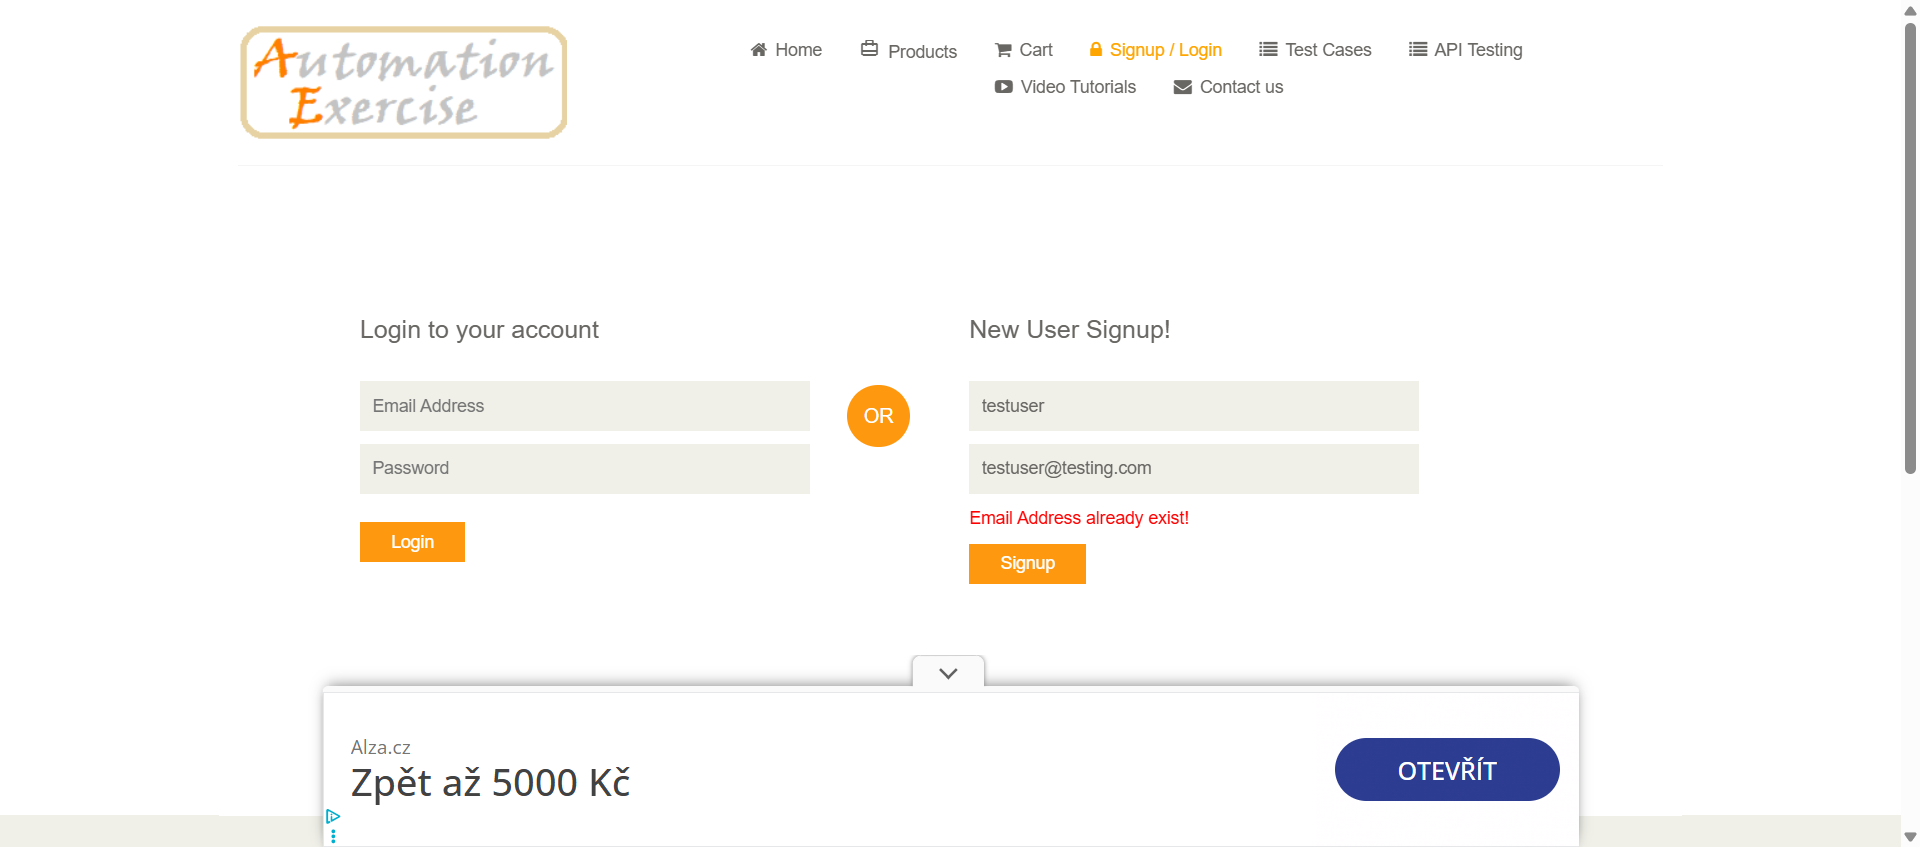 Automation
Exercise
Home
Products
Cart
Signup / Login
Test Cases
API Testing
Video Tutorials
Contact us
Login to your account
Email Address
Password
Login
OR
New User Signup!
testuser
testuser@testing.com
Email Address already exist!
Signup
Alza.cz
Zpět až 5000 Kč
OTEVŘÍT